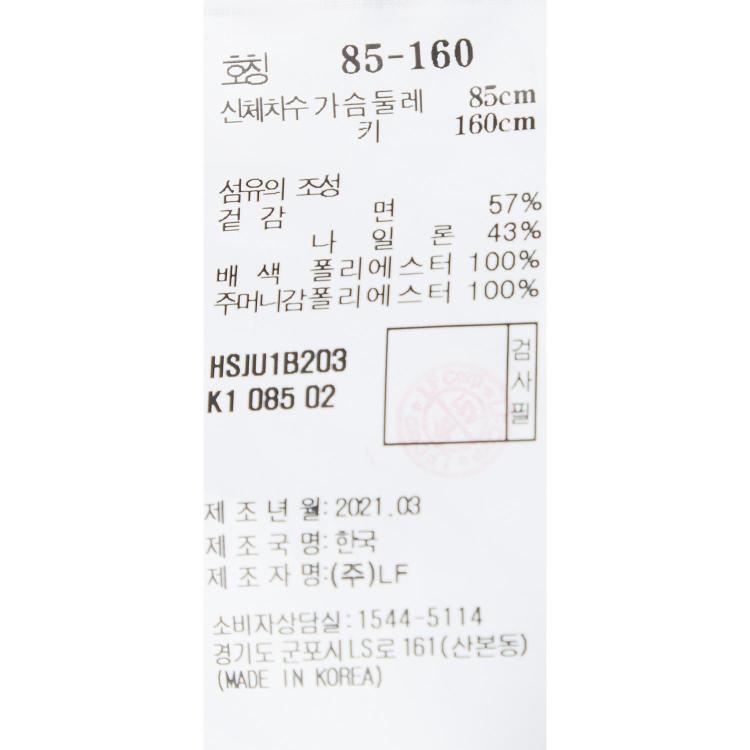 호칭 85-160
신체치수 가슴둘레 85cm
키 160cm
섬유의 조성
겉감 면 57%
나일론 43%
배색 폴리에스터 100%
주머니감 폴리에스터 100%
HSJU1B203
K1 085 02
검사필
제조년월: 2021.03
제조국명: 한국
제조자명:(주)LF
소비자상담실: 1544-5114
경기도 군포시 LS로 161(산본동)
(MADE IN KOREA)